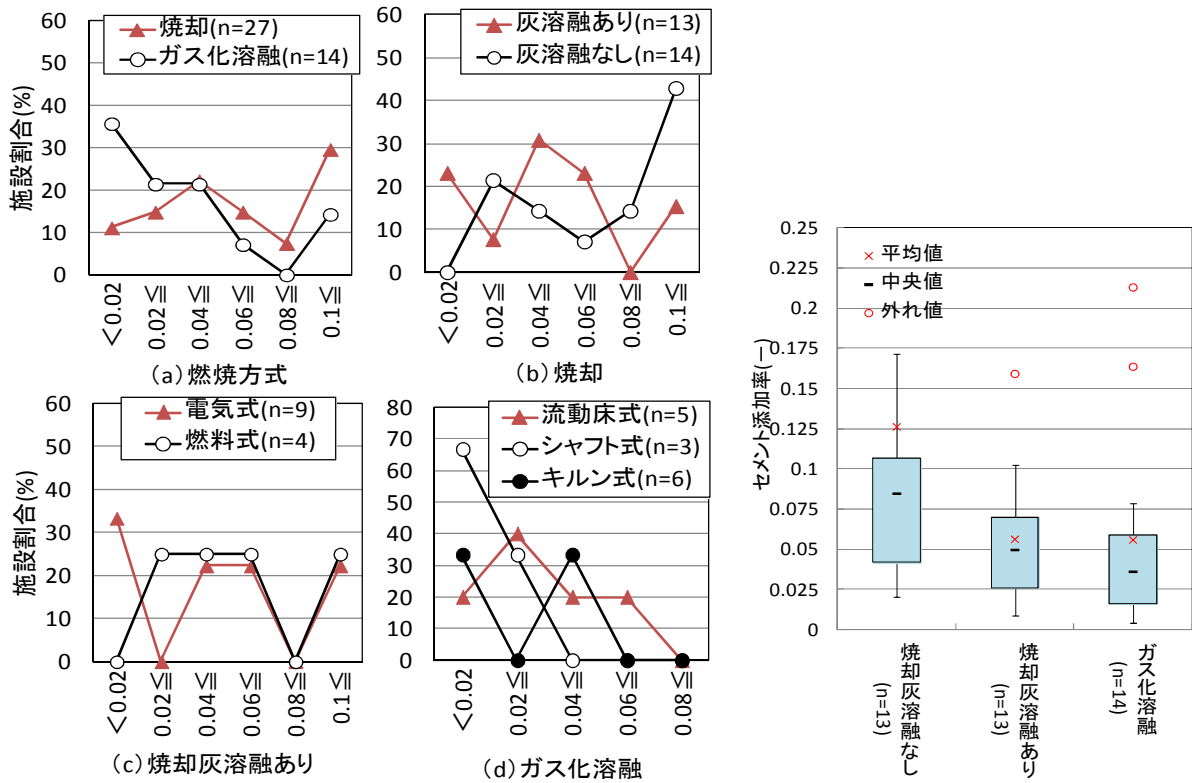 施設割合(%)
60
50
40
30
20
10
0
焼却(n=27)
ガス化溶融(n=14)
<0.02
0.02≦
0.04≦
0.06≦
0.08≦
0.1≦
(a)燃焼方式
60
50
40
30
20
10
0
灰溶融あり(n=13)
灰溶融なし(n=14)
<0.02
0.02≦
0.04≦
0.06≦
0.08≦
0.1≦
(b)焼却
施設割合(%)
60
50
40
30
20
10
0
電気式(n=9)
燃料式(n=4)
<0.02
0.02≦
0.04≦
0.06≦
0.08≦
0.1≦
(c)焼却灰溶融あり
80
70
60
50
40
30
20
10
0
流動床式(n=5)
シャフト式(n=3)
キルン式(n=6)
<0.02
0.02≦
0.04≦
0.06≦
0.08≦
(d)ガス化溶融
セメント添加率(―)
0.25
0.225
0.2
0.175
0.15
0.125
0.1
0.075
0.05
0.025
0
平均値
中央値
外れ値
焼却灰溶融なし
(n=13)
焼却灰溶融あり
(n=13)
ガス化溶融
(n=14)